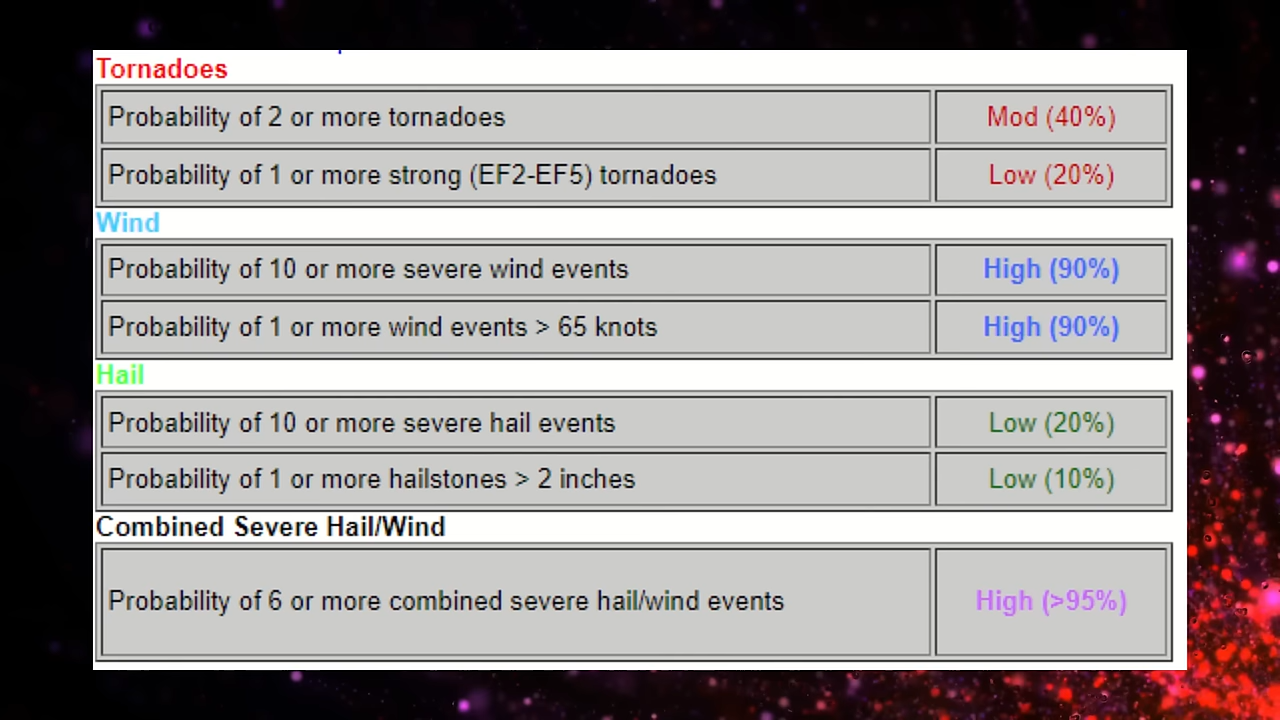 Tornadoes
Probability of 2 or more tornadoes Mod (40%)
Probability of 1 or more strong (EF2-EF5) tornadoes Low (20%)
Wind
Probability of 10 or more severe wind events High (90%)
Probability of 1 or more wind events > 65 knots High (90%)
Hail
Probability of 10 or more severe hail events Low (20%)
Probability of 1 or more hailstones > 2 inches Low (10%)
Combined Severe Hail/Wind
Probability of 6 or more combined severe hail/wind events High (>95%)